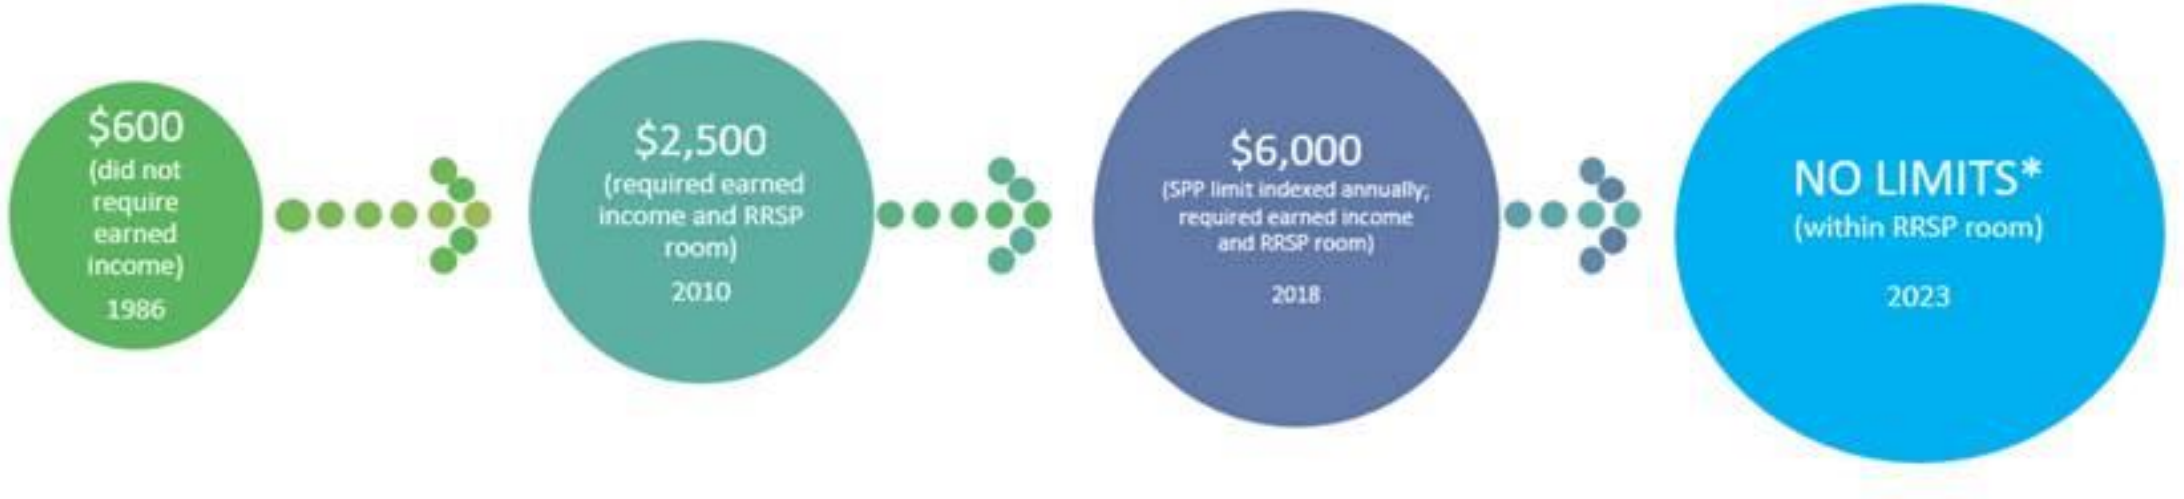 $600
(did not
require
earned
income)
1986
$2,500
(required earned
income and RRSP
room)
2010
$6,000
(SPP limit indexed annually;
required earned income
and RRSP room)
2018
NO LIMITS*
(within RRSP room)
2023